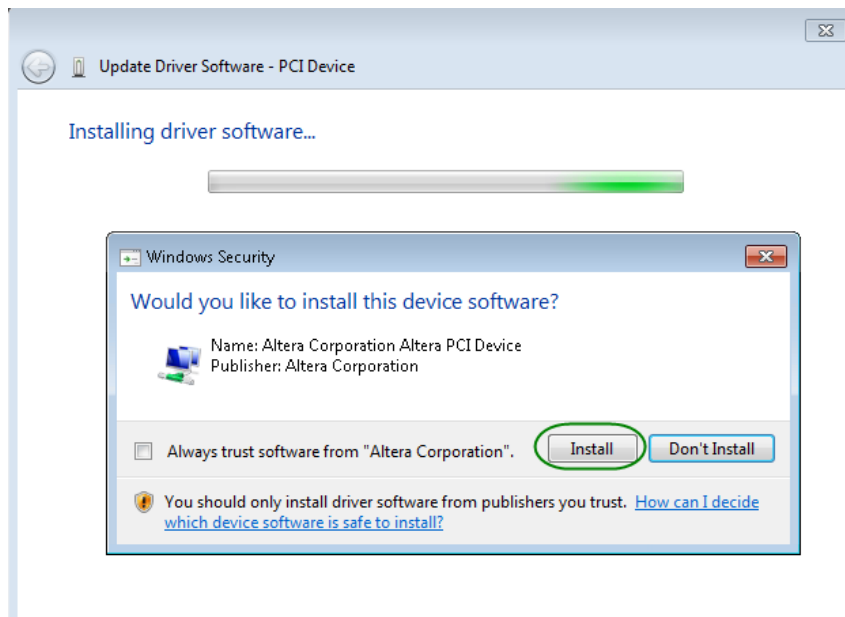 Update Driver Software - PCI Device
Installing driver software...
Windows Security
Would you like to install this device software?
Name: Altera Corporation Altera PCI Device
Publisher: Altera Corporation
Always trust software from "Altera Corporation".
Install
Don't Install
You should only install driver software from publishers you trust. How can I decide
which device software is safe to install?